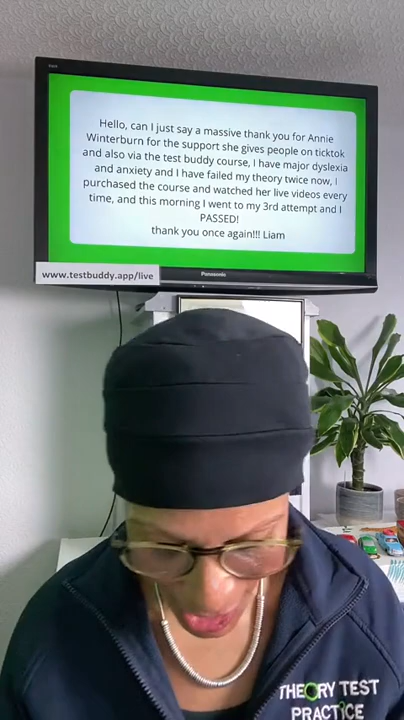 Hello, can I just say a massive thank you for Annie
Winterburn for the support she gives people on ticktok
and also via the test buddy course, I have major dyslexia
and anxiety and I have failed my theory twice now, I
purchased the course and watched her live videos every
time, and this morning I went to my 3rd attempt and I
PASSED!
thank you once again!!! Liam
www.testbuddy.app/live
Panasonic
THEORY TEST
PRACTICE